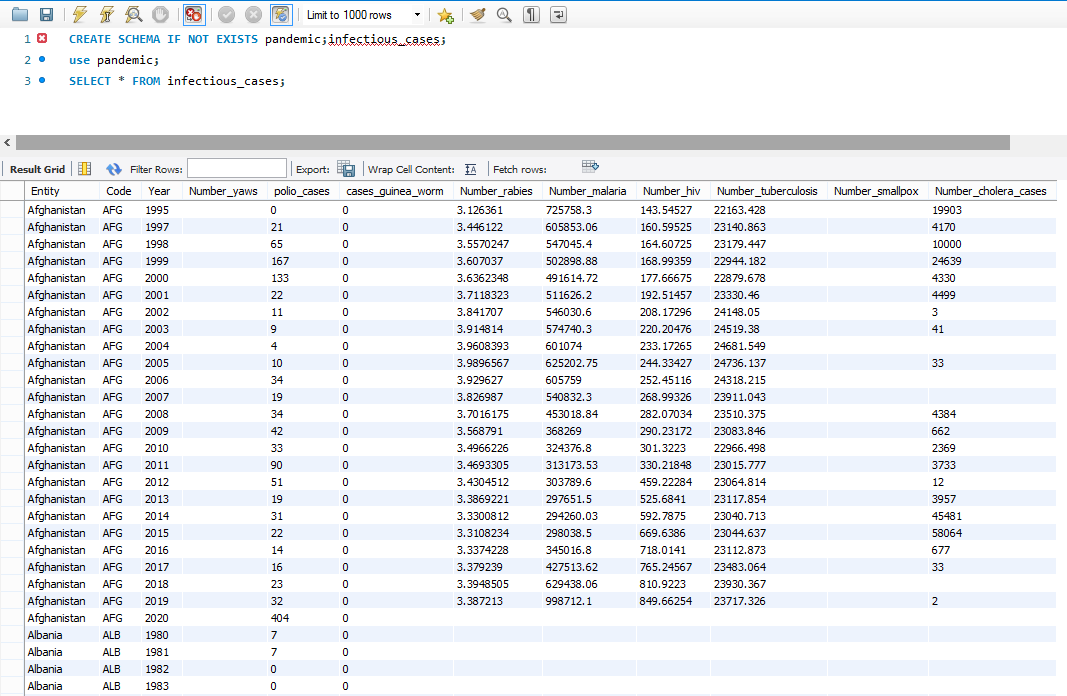 Limit to 1000 rows
1 CREATE SCHEMA IF NOT EXISTS pandemic;infectious_cases;
2 use pandemic;
3 SELECT * FROM infectious_cases;
Result Grid Filter Rows: Export: Wrap Cell Content: IA Fetch rows:
Entity Code Year Number_yaws polio_cases cases_guinea_worm Number_rabies Number_malaria Number_hiv Number_tuberculosis Number_smallpox Number_cholera_cases
Afghanistan AFG 1995 0 0 3.126361 725758.3 143.54527 22163.428 19903
Afghanistan AFG 1997 21 0 3.446122 605853.06 160.59525 23140.863 4170
Afghanistan AFG 1998 65 0 3.5570247 547045.4 164.60725 23179.447 10000
Afghanistan AFG 1999 167 0 3.607037 502898.88 168.99359 22944.182 24639
Afghanistan AFG 2000 133 0 3.6362348 491614.72 177.66675 22879.678 4330
Afghanistan AFG 2001 22 0 3.7118323 511626.2 192.51457 23330.46 4499
Afghanistan AFG 2002 11 0 3.841707 546030.6 208.17296 24148.05 3
Afghanistan AFG 2003 9 0 3.914814 574740.3 220.20476 24519.38 41
Afghanistan AFG 2004 4 0 3.9608393 601074 233.17265 24681.549
Afghanistan AFG 2005 10 0 3.9896567 625202.75 244.33427 24736.137 33
Afghanistan AFG 2006 34 0 3.929627 605759 252.45116 24318.215
Afghanistan AFG 2007 19 0 3.826987 540832.3 268.99326 23911.043
Afghanistan AFG 2008 34 0 3.7016175 453018.84 282.07034 23510.375 4384
Afghanistan AFG 2009 42 0 3.568791 368269 290.23172 23083.846 662
Afghanistan AFG 2010 33 0 3.4966226 324376.8 301.3223 22966.498 2369
Afghanistan AFG 2011 90 0 3.4693305 313173.53 330.21848 23015.777 3733
Afghanistan AFG 2012 51 0 3.4304512 303789.6 459.22284 23064.814 12
Afghanistan AFG 2013 19 0 3.3869221 297651.5 525.6841 23117.854 3957
Afghanistan AFG 2014 31 0 3.3300812 294260.03 592.7875 23040.713 45481
Afghanistan AFG 2015 22 0 3.3108234 298038.5 669.6386 23044.637 58064
Afghanistan AFG 2016 14 0 3.3374228 345016.8 718.0141 23112.873 677
Afghanistan AFG 2017 16 0 3.379239 427513.62 765.24567 23483.064 33
Afghanistan AFG 2018 23 0 3.3948505 629438.06 810.9223 23930.367
Afghanistan AFG 2019 32 0 3.387213 998712.1 849.66254 23717.326 2
Afghanistan AFG 2020 404 0
Albania ALB 1980 7 0
Albania ALB 1981 7 0
Albania ALB 1982 0 0
Albania ALB 1983 0 0